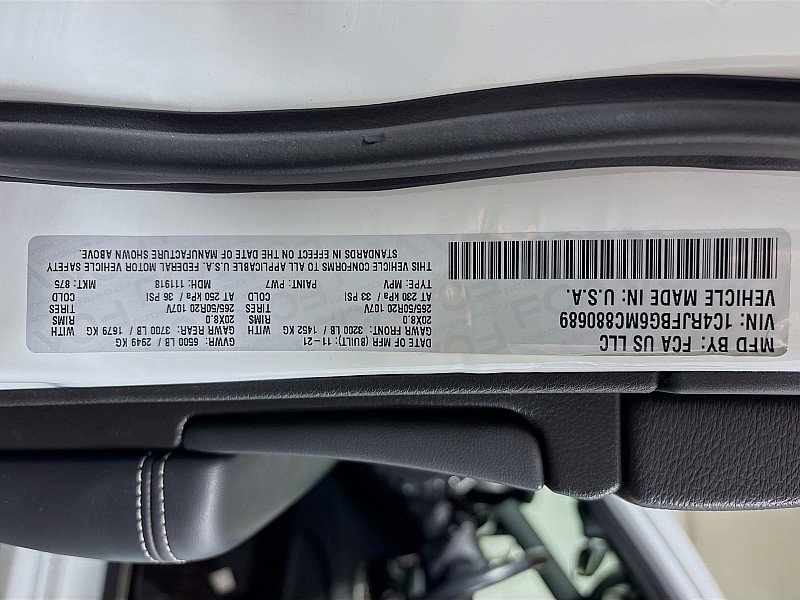 MFD BY: FCA US LLC
VIN: 1C4RJFBG6MC880689
VEHICLE MADE IN: U.S.A.
DATE OF MFR (BUILT): 11-21 GVWR: 6500 LB / 2949 KG
GAWR FRONT: 3200 LB / 1452 KG WITH GAWR REAR: 3700 LB / 1679 KG WITH
20X8.0 RIMS 20X8.0 RIMS
265/50R20 107V TIRES 265/50R20 107V TIRES
AT 230 kPa / 33 PSI COLD AT 250 kPa / 36 PSI COLD
TYPE: MPV PAINT: PW7 MDH: 111918 MKT: 875
THIS VEHICLE CONFORMS TO ALL APPLICABLE U.S.A. FEDERAL MOTOR VEHICLE SAFETY
STANDARDS IN EFFECT ON THE DATE OF MANUFACTURE SHOWN ABOVE.